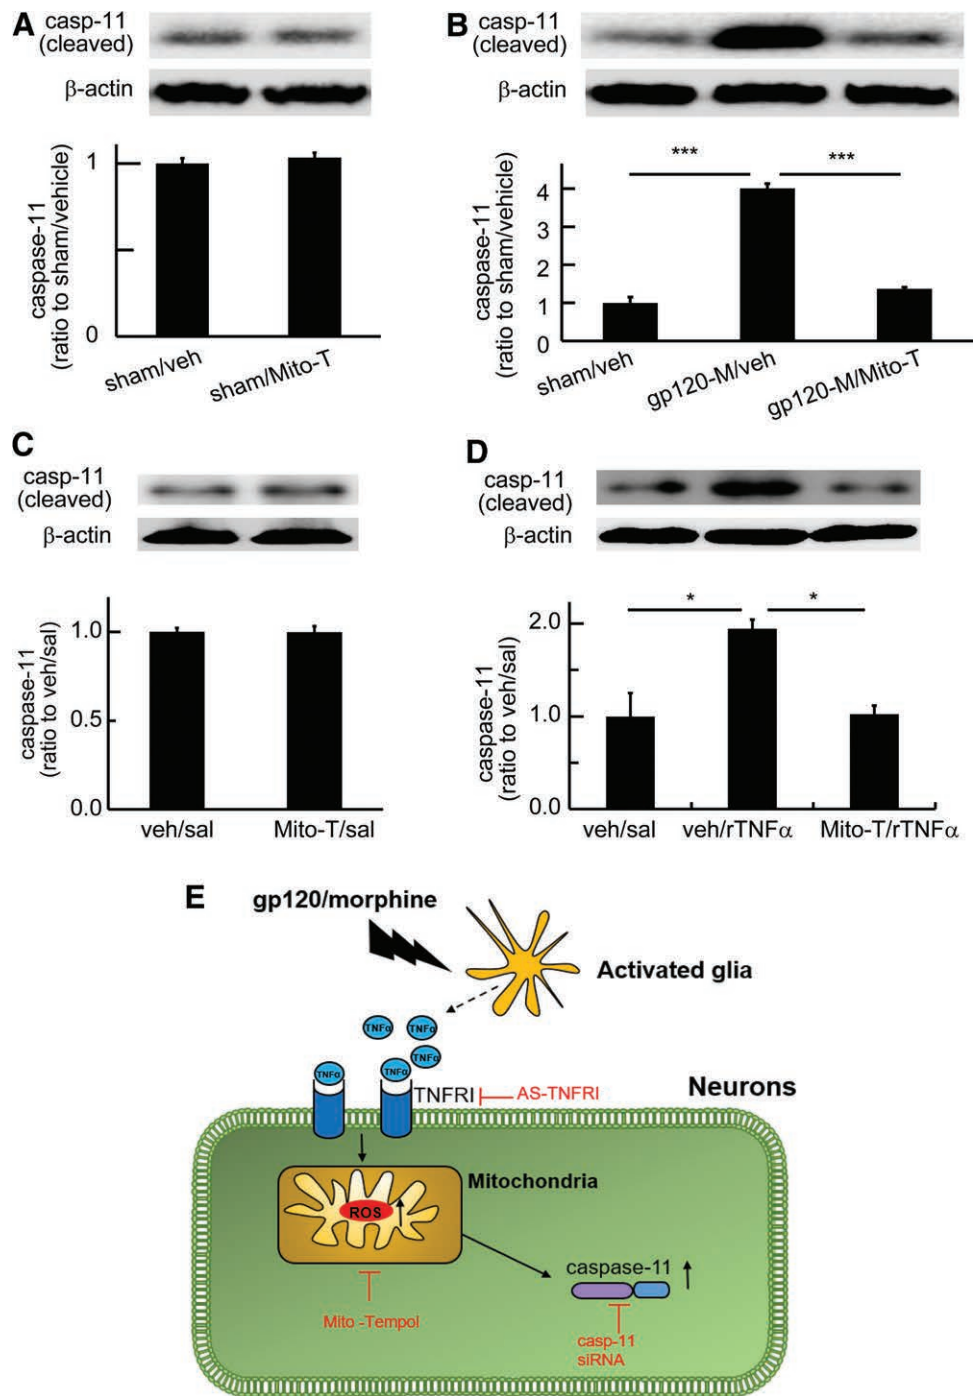 A
casp-11
(cleaved)
β-actin
caspase-11
(ratio to sham/vehicle)
1
0
sham/veh
sham/Mito-T
B
casp-11
(cleaved)
β-actin
caspase-11
(ratio to sham/vehicle)
***
***
4
3
2
1
0
sham/veh
gp120-M/veh
gp120-M/Mito-T
C
casp-11
(cleaved)
β-actin
caspase-11
(ratio to veh/sal)
1.0
0.5
0.0
veh/sal
Mito-T/sal
D
casp-11
(cleaved)
β-actin
caspase-11
(ratio to veh/sal)
*
*
2.0
1.0
0.0
veh/sal
veh/rTNFα
Mito-T/rTNFα
E
gp120/morphine
Activated glia
TNFα
TNFα
TNFα
TNFα
TNFα
TNFRI
AS-TNFRI
Neurons
Mitochondria
ROS
caspase-11
Mito -Tempol
casp-11
siRNA